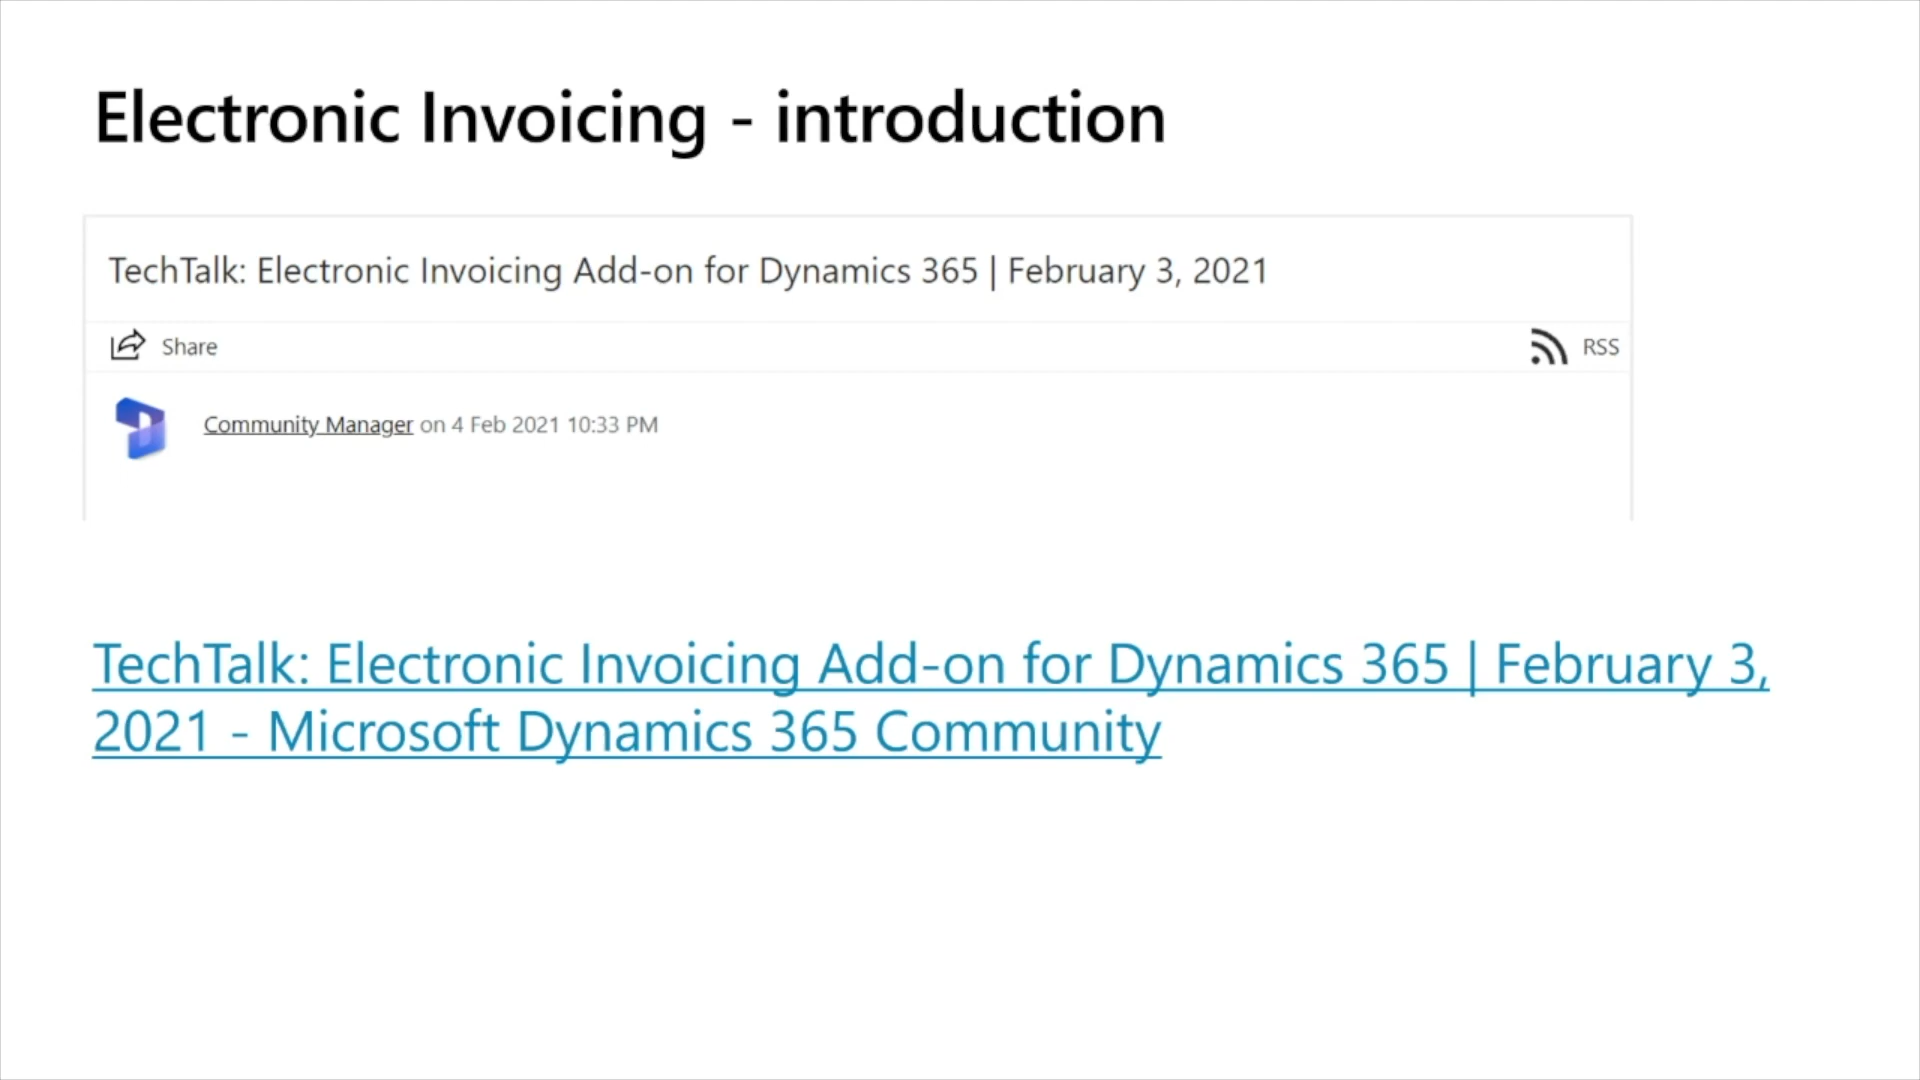 Electronic Invoicing - introduction
TechTalk: Electronic Invoicing Add-on for Dynamics 365 | February 3, 2021
Share
RSS
Community Manager on 4 Feb 2021 10:33 PM
TechTalk: Electronic Invoicing Add-on for Dynamics 365 | February 3,
2021 - Microsoft Dynamics 365 Community